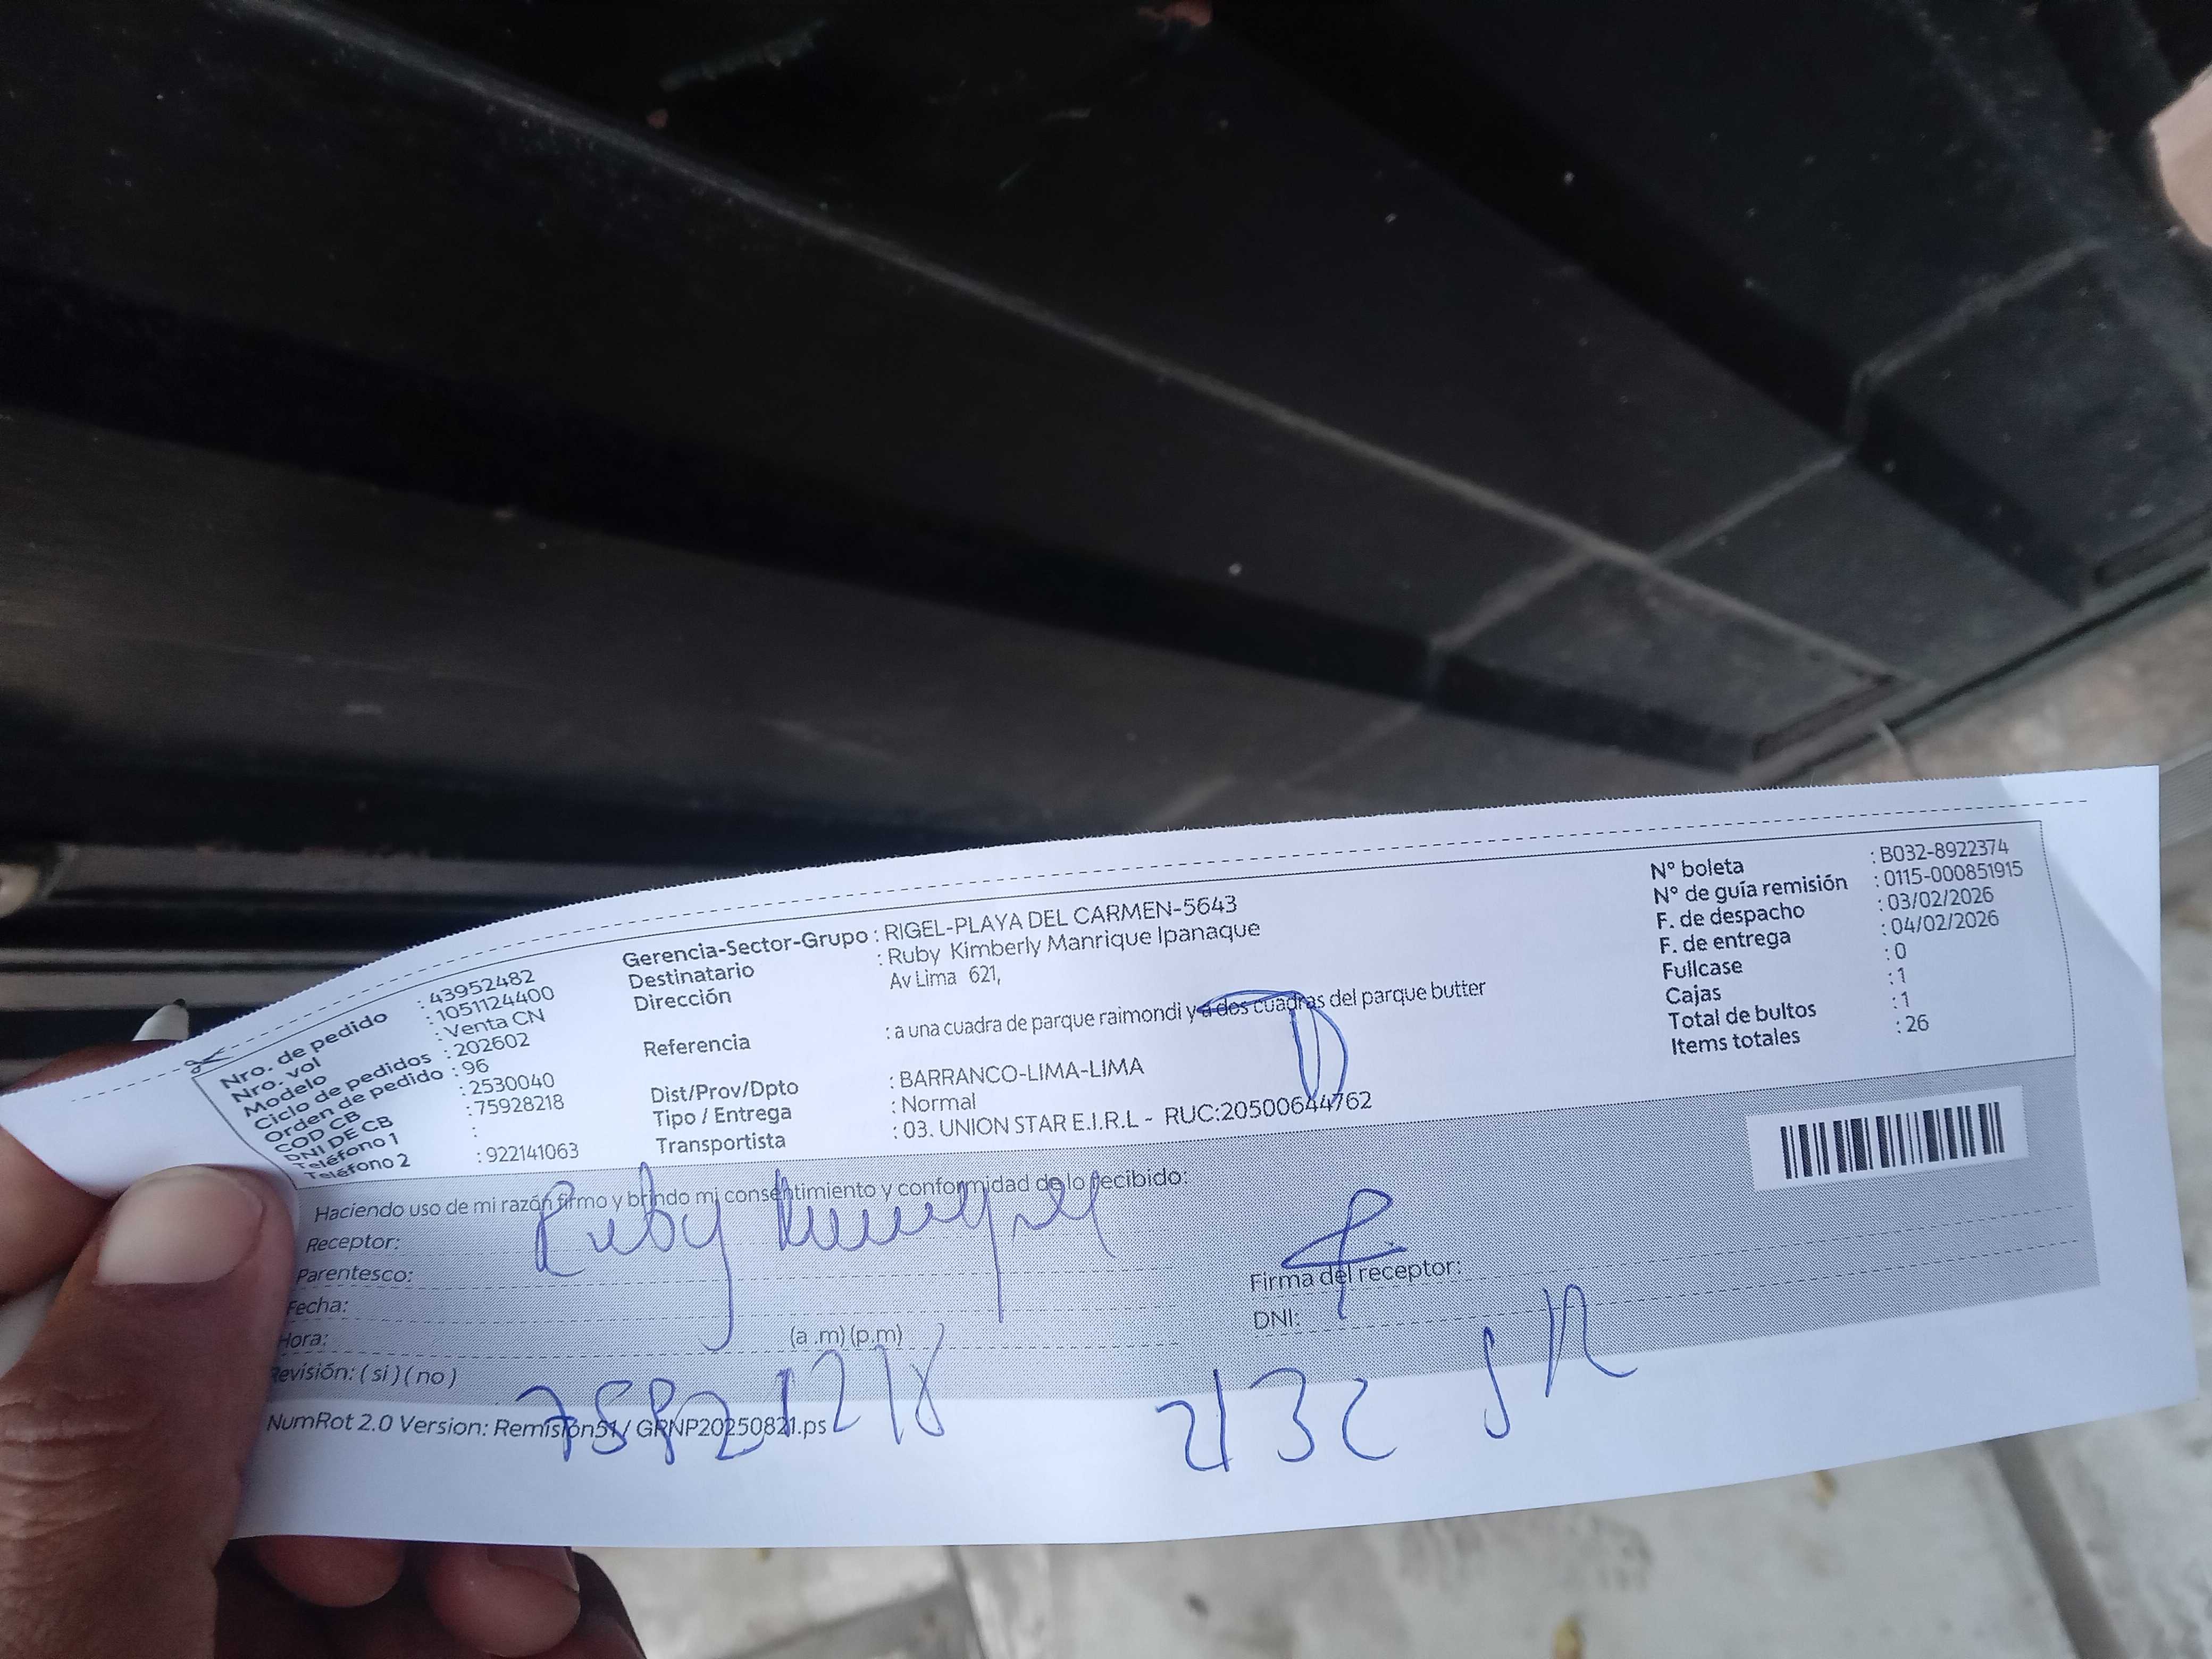 Nro. de pedido : 43952482
Nro. vol : 1051124400
Modelo : Venta CN
Ciclo de pedidos : 202602
Orden de pedido : 96
COD CB : 2530040
DNI DE CB : 75928218
Teléfono 1 :
Teléfono 2 : 922141063
Gerencia-Sector-Grupo : RIGEL-PLAYA DEL CARMEN-5643
Destinatario : Ruby Kimberly Manrique Ipanaque
Dirección Av Lima 621,
Referencia : a una cuadra de parque raimondi y a dos cuadras del parque butter
Dist/Prov/Dpto : BARRANCO-LIMA-LIMA
Tipo / Entrega : Normal
Transportista : 03. UNION STAR E.I.R.L - RUC:20500644762
N° boleta : B032-8922374
N° de guía remisión : 0115-000851915
F. de despacho : 03/02/2026
F. de entrega : 04/02/2026
Fullcase : 0
Cajas : 1
Total de bultos : 1
Items totales : 26
Haciendo uso de mi razón firmo y brindo mi consentimiento y conformidad de lo recibido:
Receptor: Ruby
Parentesco:
Fecha:
Hora: (a .m) (p.m)
Revisión: ( si ) ( no )
Firma del receptor:
DNI:
NumRot 2.0 Version: Remision51 / GRNP20250821.ps